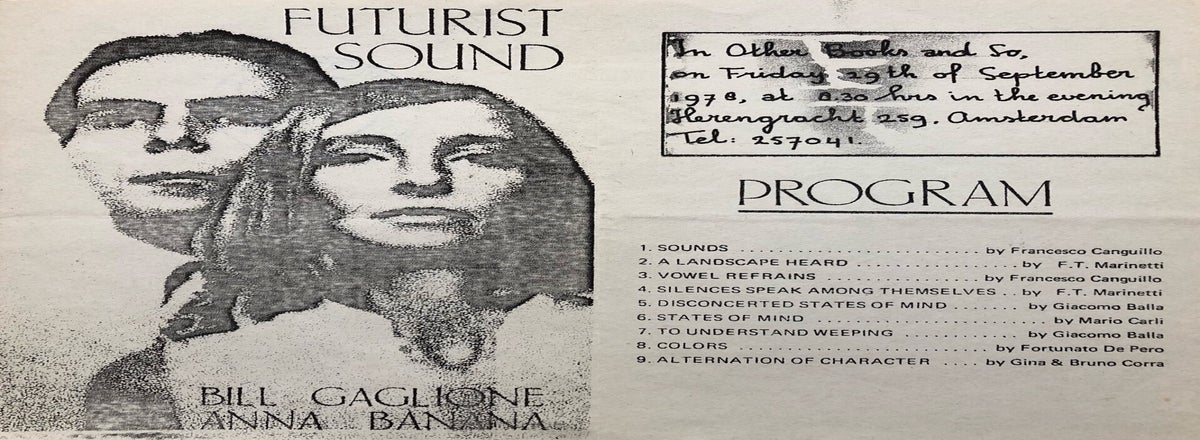 FUTURIST
SOUND
BILL GAGLIONE
ANNA BANANA
In Other Books and So,
on Friday 29th of September
1978, at 8.30 hrs in the evening
Herengracht 259. Amsterdam
Tel: 257041.
PROGRAM
1. SOUNDS .............................. by Francesco Canguillo
2. A LANDSCAPE HEARD .................. by F.T. Marinetti
3. VOWEL REFRAINS ..................... by Francesco Canguillo
4. SILENCES SPEAK AMONG THEMSELVES .. by F.T. Marinetti
5. DISCONCERTED STATES OF MIND ....... by Giacomo Balla
6. STATES OF MIND ........................ by Mario Carli
7. TO UNDERSTAND WEEPING ............. by Giacomo Balla
8. COLORS .............................. by Fortunato De Pero
9. ALTERNATION OF CHARACTER .... by Gina & Bruno Corra